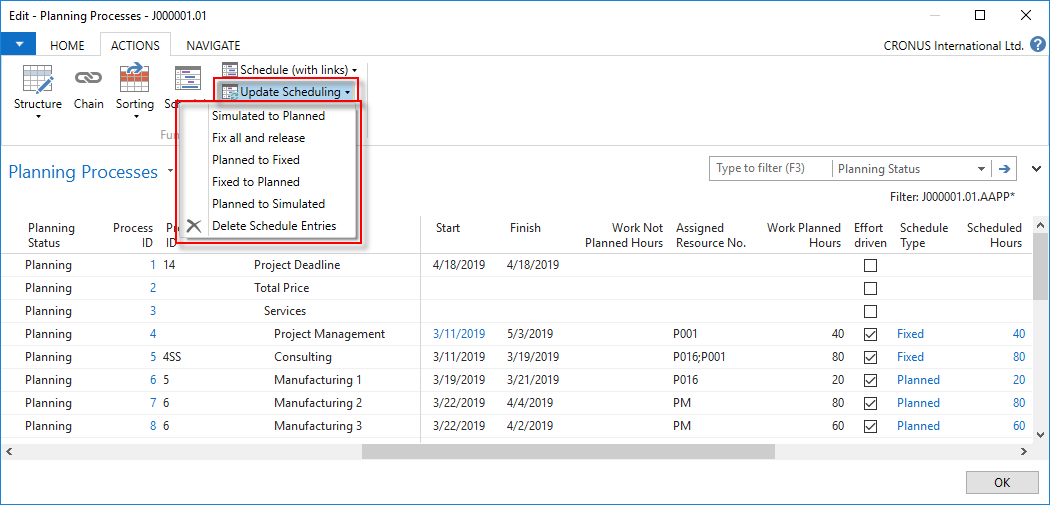 Edit - Planning Processes - J000001.01
HOME ACTIONS NAVIGATE CRONUS International Ltd. ?
Structure Chain Sorting
Schedule (with links)
Update Scheduling
Simulated to Planned
Fix all and release
Planned to Fixed
Fixed to Planned
Planned to Simulated
Delete Schedule Entries
Planning Processes
Type to filter (F3) Planning Status
Filter: J000001.01.AAPP*
Planning Status Process ID Start Finish Work Not Planned Hours Assigned Resource No. Work Planned Hours Effort driven Schedule Type Scheduled Hours
Planning 1 14 Project Deadline 4/18/2019 4/18/2019
Planning 2 Total Price
Planning 3 Services
Planning 4 Project Management 3/11/2019 5/3/2019 P001 40 Fixed 40
Planning 5 4SS Consulting 3/11/2019 3/19/2019 P016;P001 80 Fixed 80
Planning 6 5 Manufacturing 1 3/19/2019 3/21/2019 P016 20 Planned 20
Planning 7 6 Manufacturing 2 3/22/2019 4/4/2019 PM 80 Planned 80
Planning 8 6 Manufacturing 3 3/22/2019 4/2/2019 PM 60 Planned 60
OK